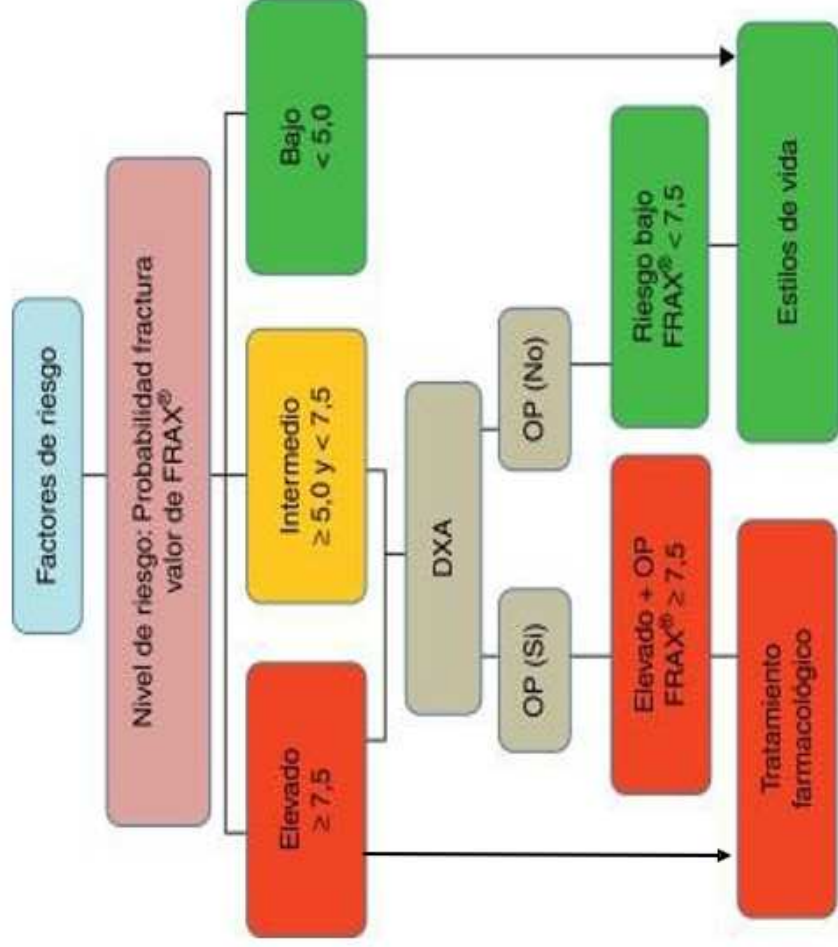 Factores de riesgo
Nivel de riesgo: Probabilidad fractura
valor de FRAX®
Elevado
≥ 7,5
Intermedio
≥ 5,0 y < 7,5
Bajo
< 5,0
DXA
OP (Si)
OP (No)
Elevado + OP
FRAX® ≥ 7,5
Riesgo bajo
FRAX® < 7,5
Tratamiento
farmacológico
Estilos de vida